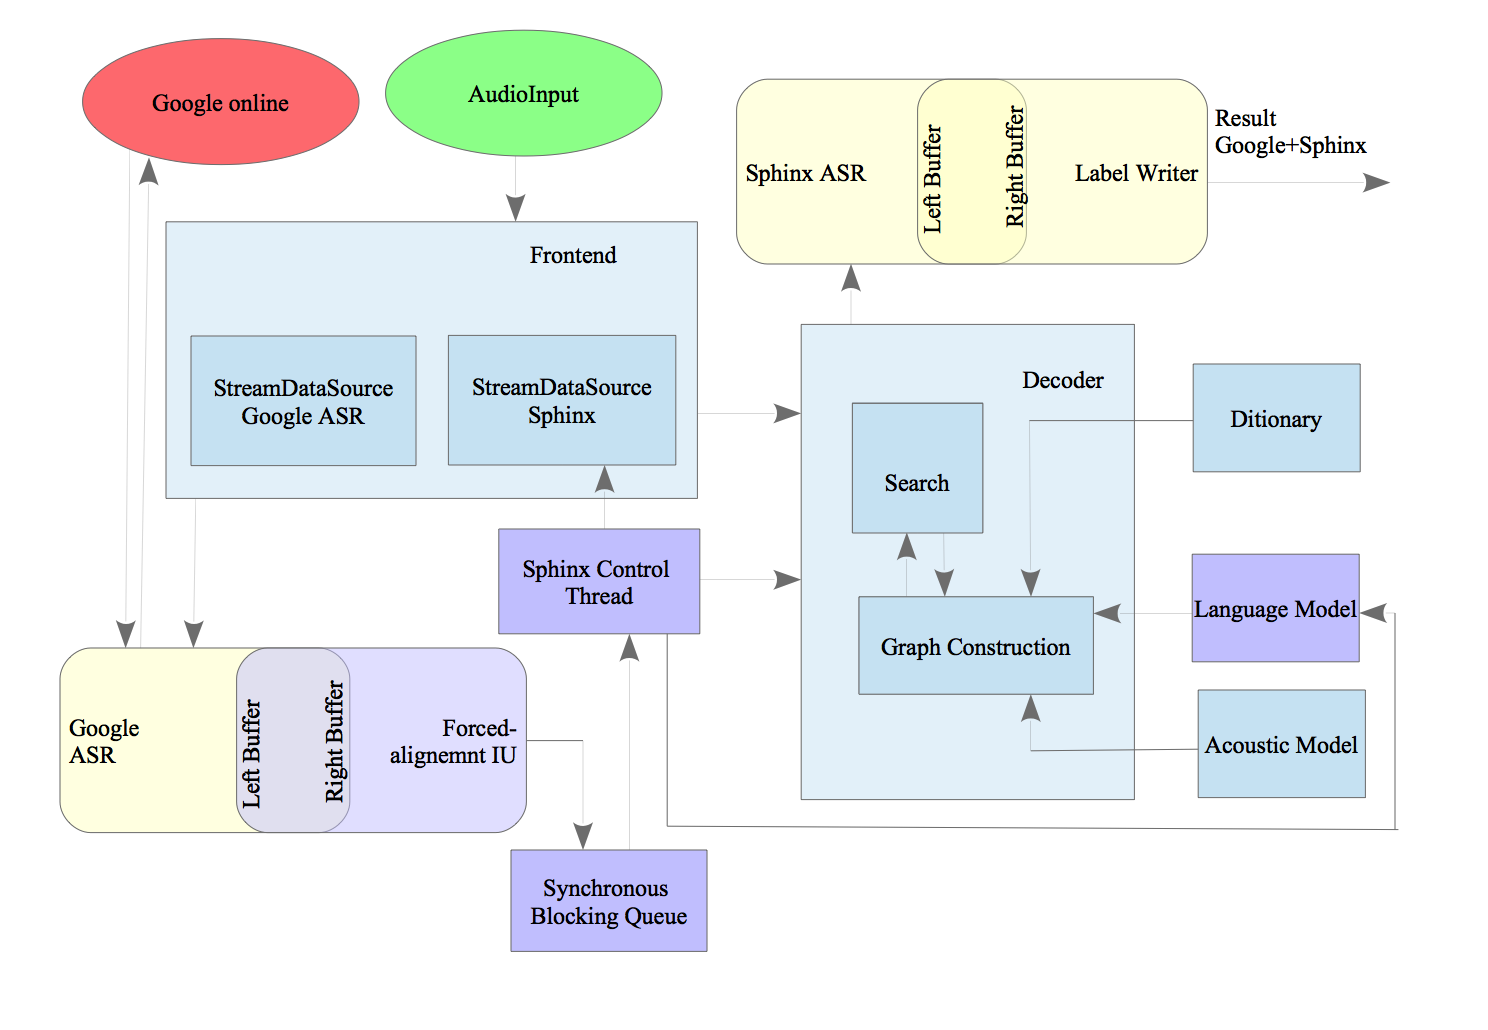 Google online
AudioInput
Sphinx ASR
Left Buffer
Right Buffer
Label Writer
Result
Google+Sphinx
Frontend
StreamDataSource
Google ASR
StreamDataSource
Sphinx
Decoder
Search
Ditionary
Sphinx Control
Thread
Graph Construction
Language Model
Acoustic Model
Google
ASR
Left Buffer
Right Buffer
Forced-
alignemnt IU
Synchronous
Blocking Queue